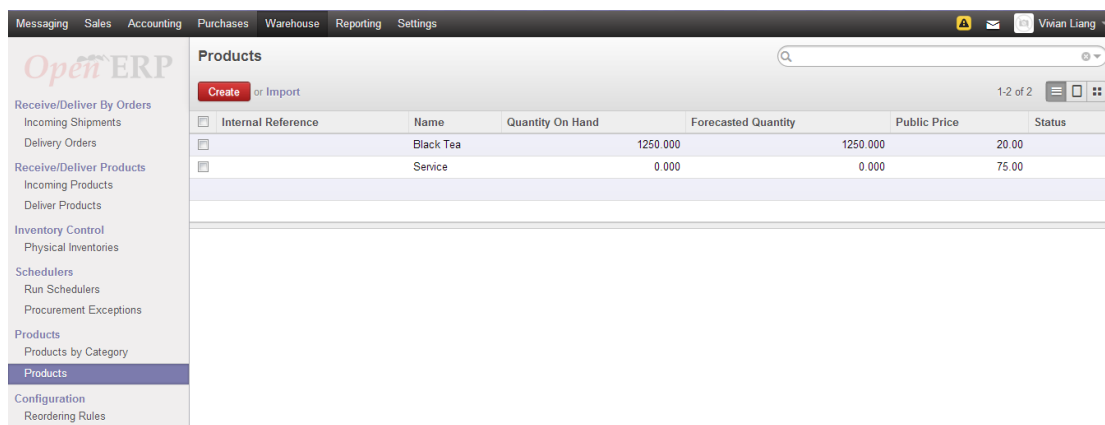 Messaging Sales Accounting Purchases Warehouse Reporting Settings Vivian Liang
Open ERP
Receive/Deliver By Orders
Incoming Shipments
Delivery Orders
Receive/Deliver Products
Incoming Products
Deliver Products
Inventory Control
Physical Inventories
Schedulers
Run Schedulers
Procurement Exceptions
Products
Products by Category
Products
Configuration
Reordering Rules
Products
Create or Import 1-2 of 2
Internal Reference Name Quantity On Hand Forecasted Quantity Public Price Status
Black Tea 1250.000 1250.000 20.00
Service 0.000 0.000 75.00